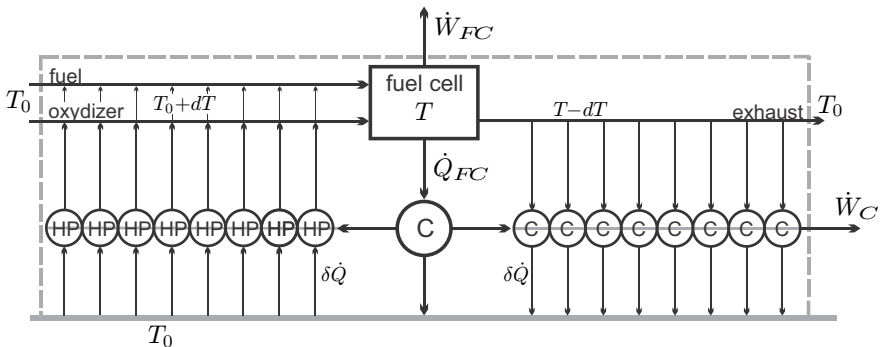 Ẇ_FC
fuel
fuel cell
T_0
oxydizer
T_0+dT
T
T−dT
exhaust
T_0
Q̇_FC
Ẇ_C
HP HP HP HP HP HP HP HP
C
C C C C C C C C
δQ̇
δQ̇
T_0